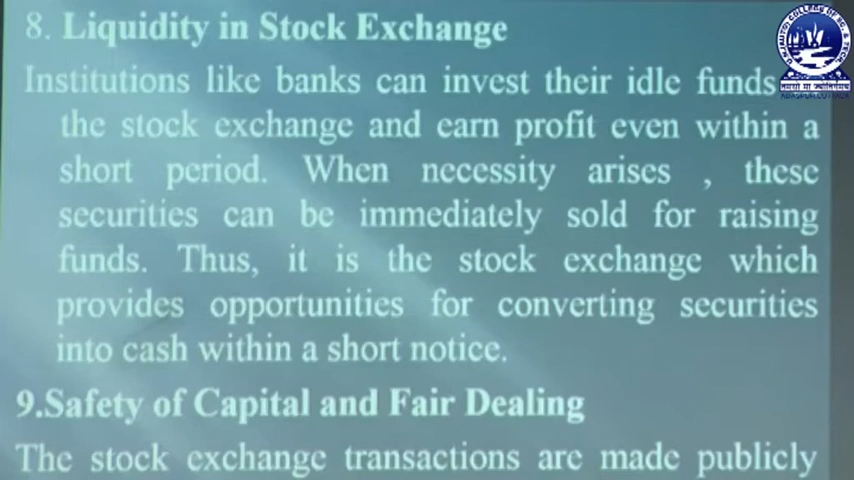 8. Liquidity in Stock Exchange
Institutions like banks can invest their idle funds
the stock exchange and earn profit even within a
short period. When necessity arises , these
securities can be immediately sold for raising
funds. Thus, it is the stock exchange which
provides opportunities for converting securities
into cash within a short notice.
9.Safety of Capital and Fair Dealing
The stock exchange transactions are made publicly